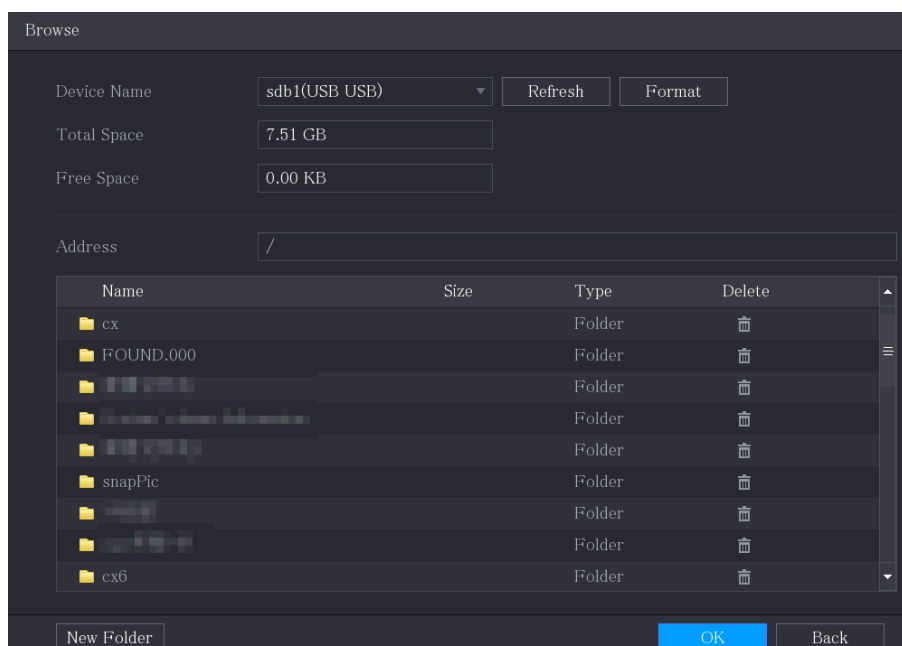 Browse
Device Name sdb1(USB USB) Refresh Format
Total Space 7.51 GB
Free Space 0.00 KB
Address /
Name Size Type Delete
cx Folder
FOUND.000 Folder
Folder
Folder
Folder
snapPic Folder
Folder
Folder
cx6 Folder
New Folder OK Back